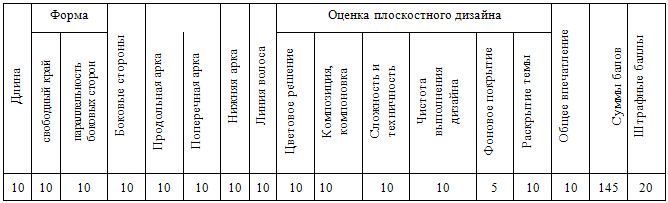 Форма
Оценка плоскостного дизайна
Длина
свободный край
параллельность
боковых сторон
Боковые стороны
Продольная арка
Поперечная арка
Нижняя арка
Линия волоса
Цветовое решение
Композиция,
компоновка
Сложность и
техничность
Чистота
выполнения
дизайна
Фоновое покрытие
Раскрытие темы
Общее впечатление
Суммы балов
Штрафные баллы
10 10 10 10 10 10 10 10 10 10 10 10 5 10 10 145 20